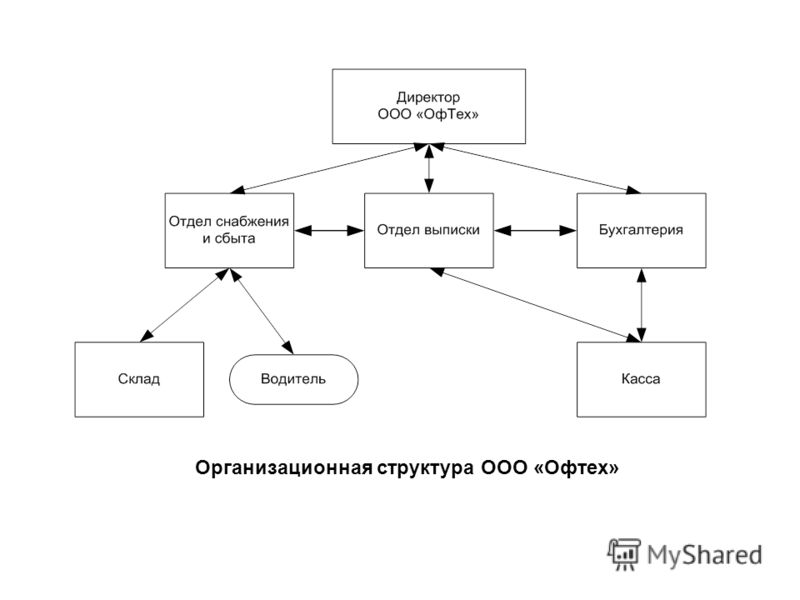 Директор
ООО «ОфТех»
Отдел снабжения
и сбыта
Отдел выписки
Бухгалтерия
Склад
Водитель
Касса
Организационная структура ООО «Офтех»
MyShared